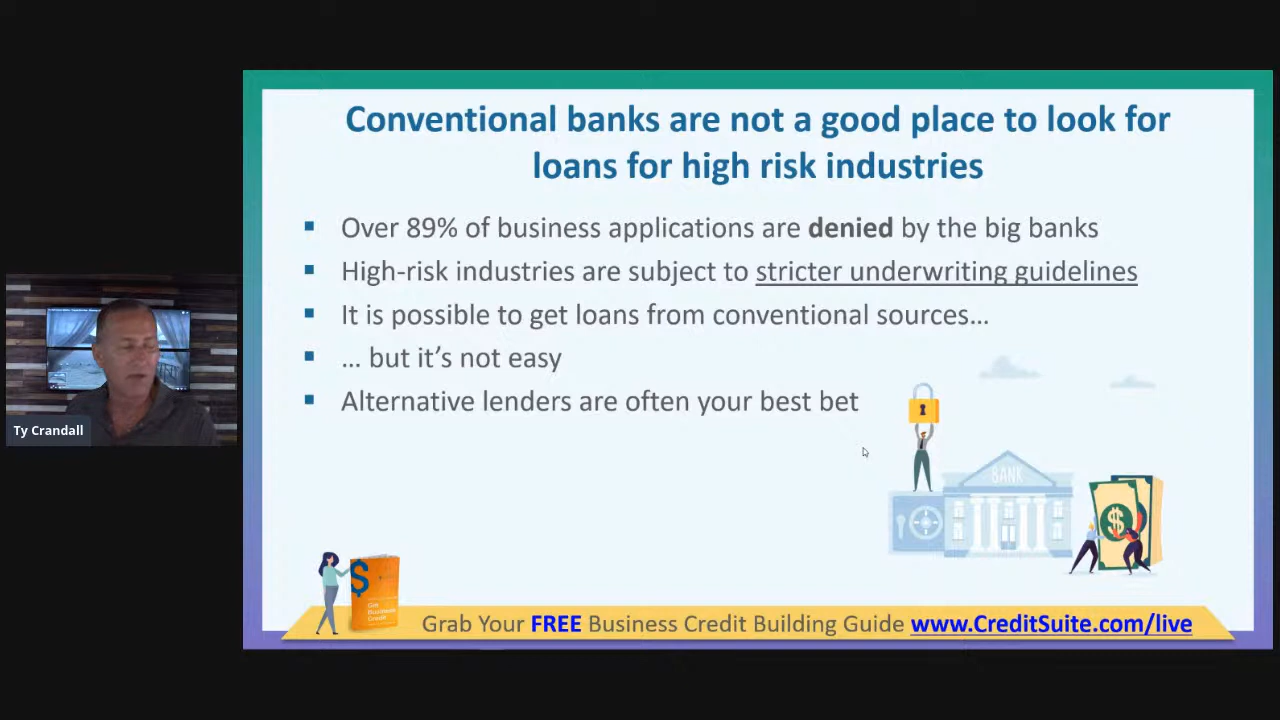 Conventional banks are not a good place to look for
loans for high risk industries
▪ Over 89% of business applications are denied by the big banks
▪ High-risk industries are subject to stricter underwriting guidelines
▪ It is possible to get loans from conventional sources…
▪ … but it’s not easy
▪ Alternative lenders are often your best bet
Ty Crandall
BANK
Get
Business
Credit
Grab Your FREE Business Credit Building Guide www.CreditSuite.com/live